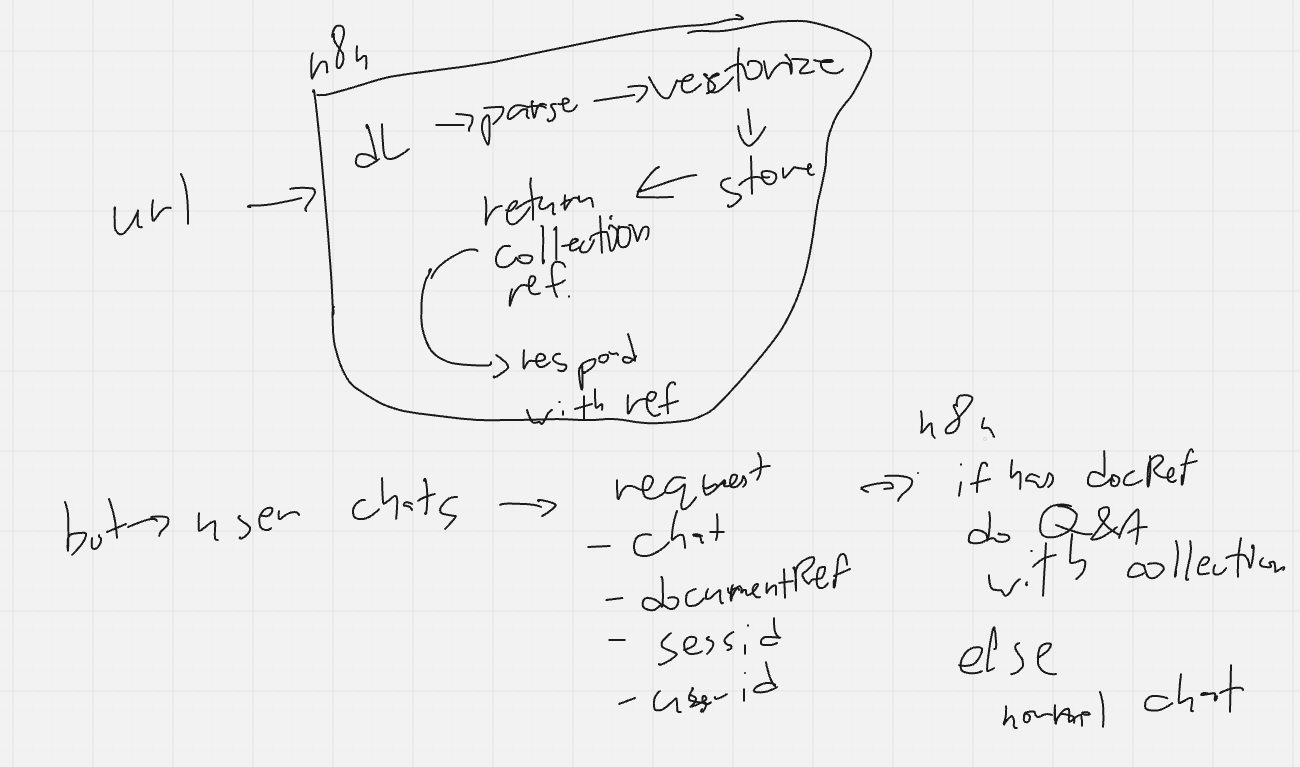 n8n
url → dL → parse → vectorize
↓
store
← return
collection
ref.
→ respond
with ref
bot → user chats →
request
- chat
- documentRef
- sessid
- userid
→ n8n
if has docRef
do Q&A
with collection
else
normal chat